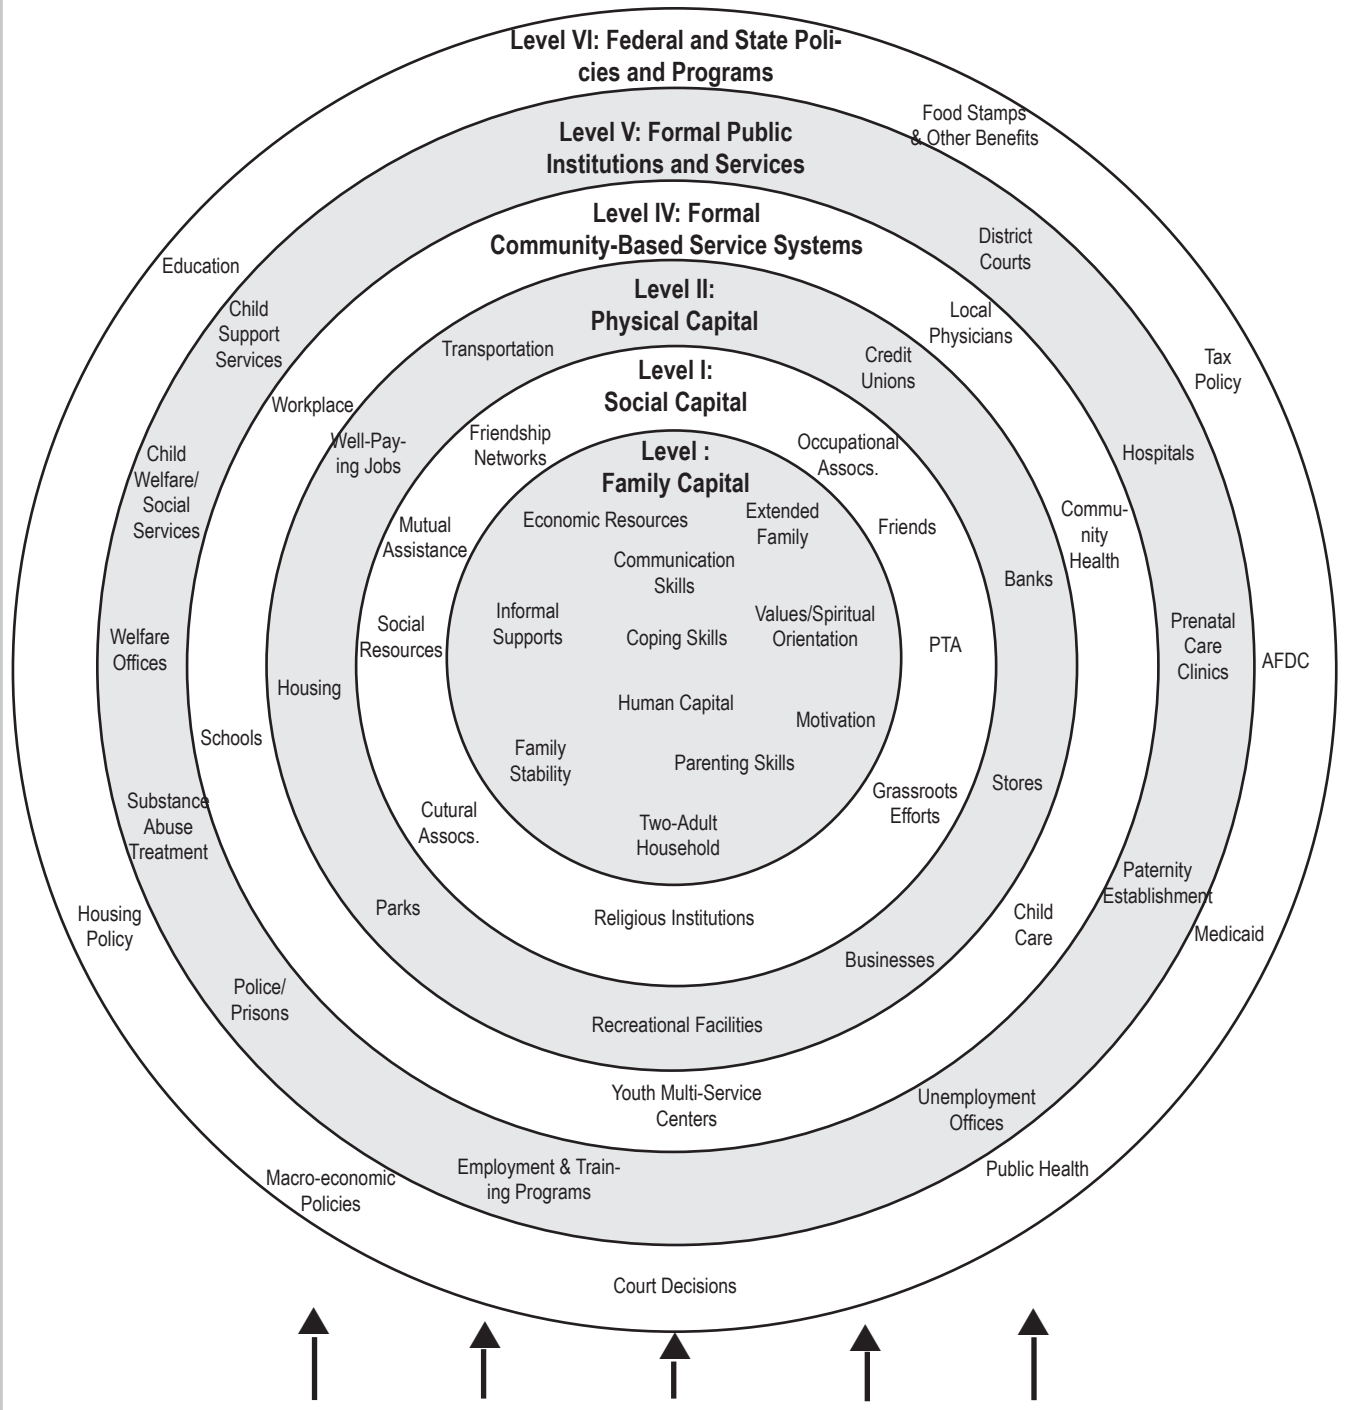 Level VI: Federal and State Poli-
cies and Programs
Food Stamps
& Other Benefits
Education
Tax
Policy
AFDC
Housing
Policy
Medicaid
Macro-economic
Policies
Public Health
Court Decisions
Level V: Formal Public
Institutions and Services
District
Courts
Child
Support
Services
Hospitals
Child
Welfare/
Social
Services
Welfare
Offices
Prenatal
Care
Clinics
Substance
Abuse
Treatment
Paternity
Establishment
Police/
Prisons
Unemployment
Offices
Employment & Train-
ing Programs
Level IV: Formal
Community-Based Service Systems
Local
Physicians
Workplace
Commu-
nity
Health
Schools
Child
Care
Youth Multi-Service
Centers
Level II:
Physical Capital
Transportation
Credit
Unions
Well-Pay-
ing Jobs
Banks
Housing
Stores
Parks
Businesses
Recreational Facilities
Level I:
Social Capital
Friendship
Networks
Occupational
Assocs.
Mutual
Assistance
Friends
Social
Resources
PTA
Cutural
Assocs.
Grassroots
Efforts
Religious Institutions
Level :
Family Capital
Economic Resources
Extended
Family
Communication
Skills
Informal
Supports
Coping Skills
Values/Spiritual
Orientation
Human Capital
Motivation
Family
Stability
Parenting Skills
Two-Adult
Household